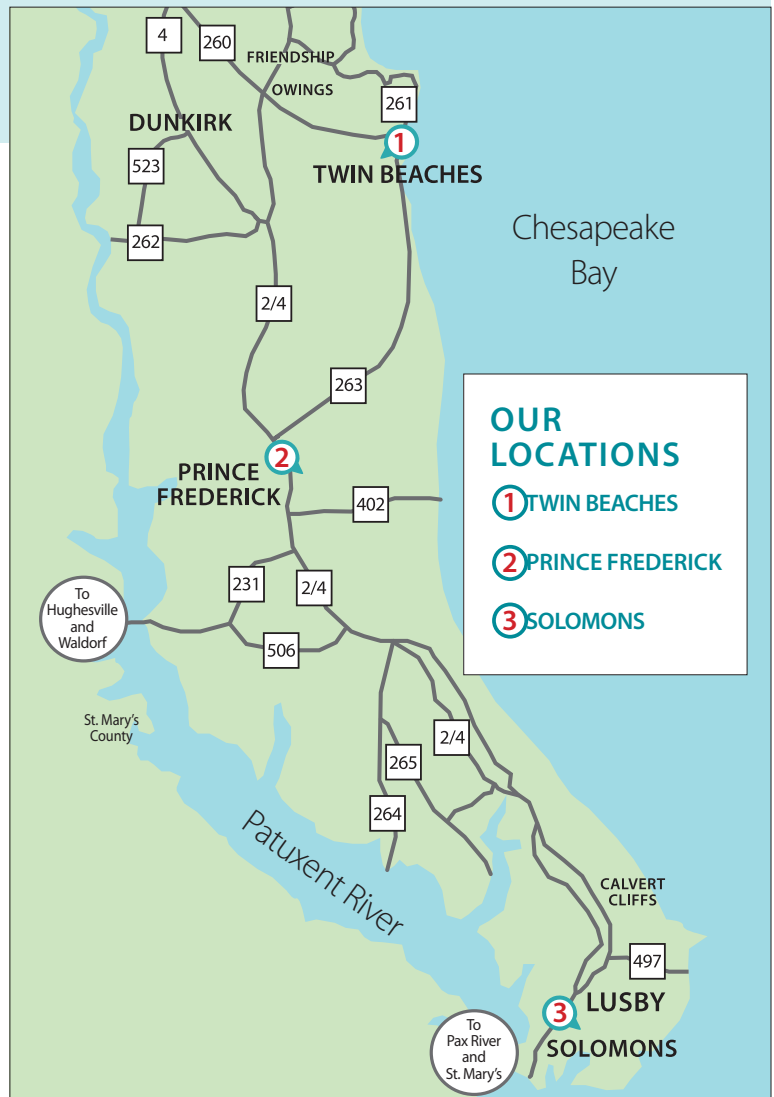 4
260
FRIENDSHIP
OWINGS
261
DUNKIRK
1
523
TWIN BEACHES
262
Chesapeake
Bay
2/4
263
OUR
LOCATIONS
1 TWIN BEACHES
2 PRINCE FREDERICK
3 SOLOMONS
2
PRINCE
FREDERICK
402
231
2/4
To
Hughesville
and
Waldorf
506
St. Mary's
County
2/4
265
264
Patuxent River
CALVERT
CLIFFS
497
LUSBY
3
SOLOMONS
To
Pax River
and
St. Mary's